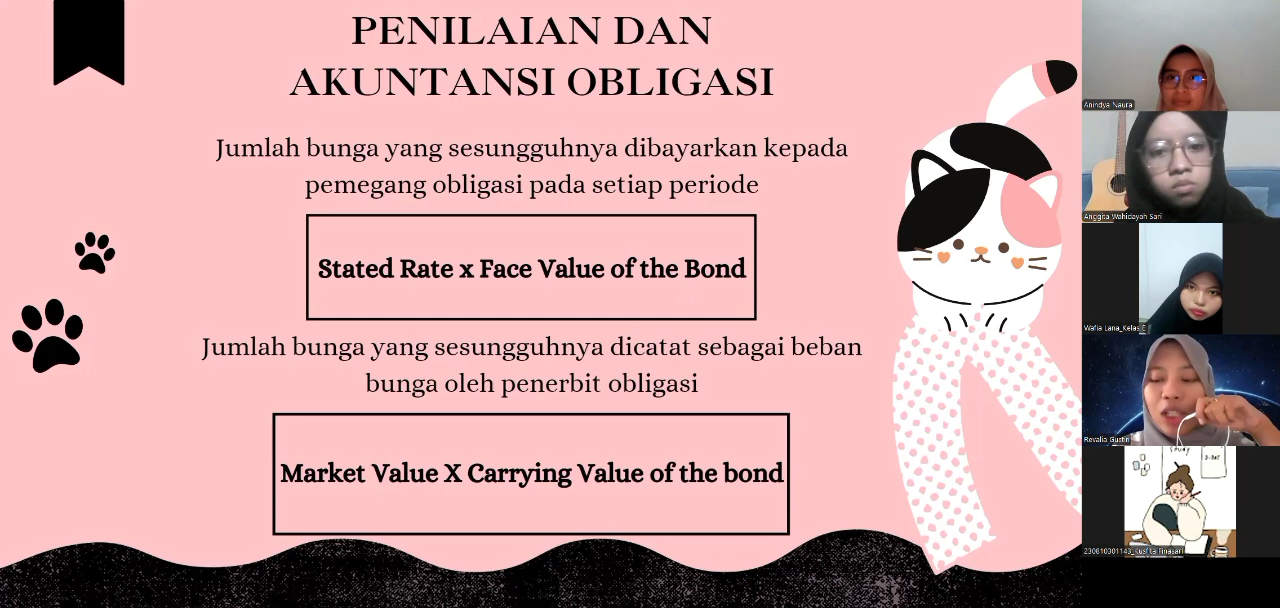 PENILAIAN DAN
AKUNTANSI OBLIGASI
Jumlah bunga yang sesungguhnya dibayarkan kepada
pemegang obligasi pada setiap periode
Stated Rate x Face Value of the Bond
Jumlah bunga yang sesungguhnya dicatat sebagai beban
bunga oleh penerbit obligasi
Market Value X Carrying Value of the bond
Anindya Naura
Anggita Wahidayah Sari
Wafia Lana_Kelas E
Revalia Gustin